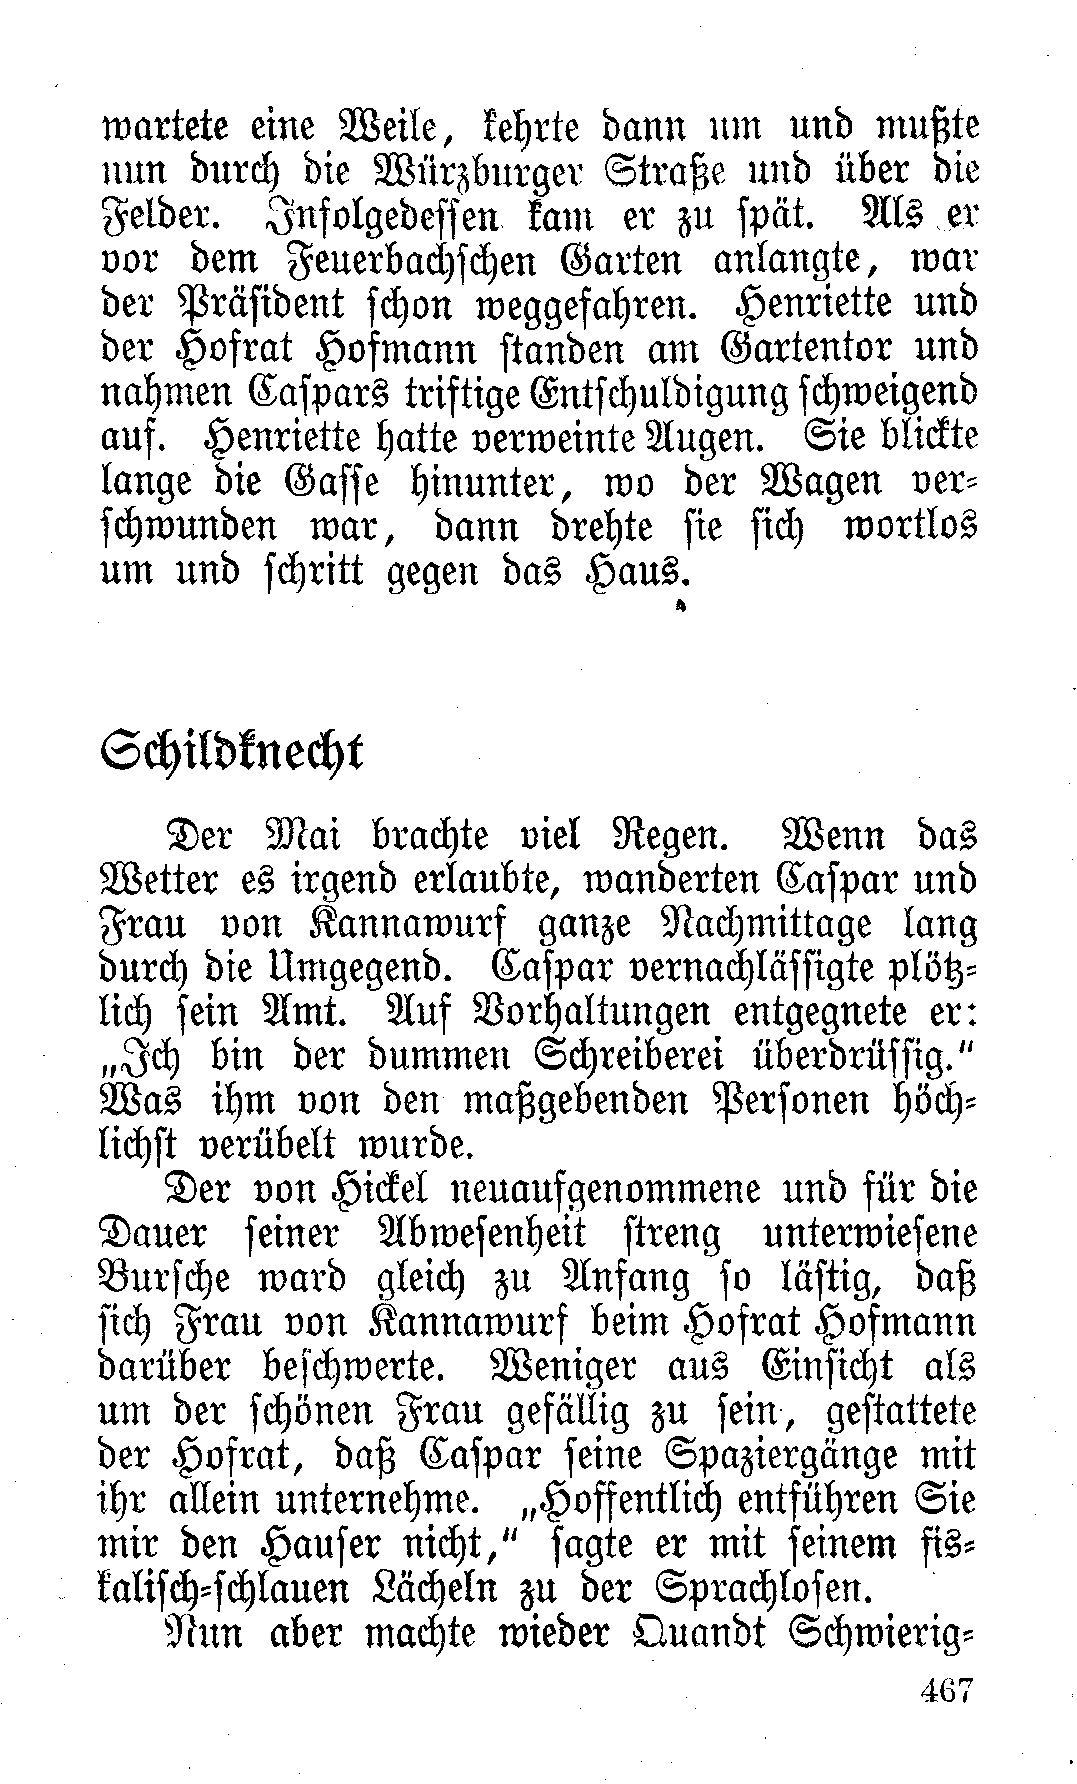 wartete eine Weile, kehrte dann um und mußte
nun durch die Würzburger Straße und über die
Felder. Infolgedessen kam er zu spät. Als er
vor dem Feuerbachschen Garten anlangte, war
der Präsident schon weggefahren. Henriette und
der Hofrat Hofmann standen am Gartentor und
nahmen Caspars triftige Entschuldigung schweigend
auf. Henriette hatte verweinte Augen. Sie blickte
lange die Gasse hinunter, wo der Wagen ver-
schwunden war, dann drehte sie sich wortlos
um und schritt gegen das Haus.
Schildknecht
Der Mai brachte viel Regen. Wenn das
Wetter es irgend erlaubte, wanderten Caspar und
Frau von Kannawurf ganze Nachmittage lang
durch die Umgegend. Caspar vernachlässigte plötz-
lich sein Amt. Auf Vorhaltungen entgegnete er:
„Ich bin der dummen Schreiberei überdrüssig.“
Was ihm von den maßgebenden Personen höch-
lichst verübelt wurde.
Der von Hickel neuaufgenommene und für die
Dauer seiner Abwesenheit streng unterwiesene
Bursche ward gleich zu Anfang so lästig, daß
sich Frau von Kannawurf beim Hofrat Hofmann
darüber beschwerte. Weniger aus Einsicht als
um der schönen Frau gefällig zu sein, gestattete
der Hofrat, daß Caspar seine Spaziergänge mit
ihr allein unternehme. „Hoffentlich entführen Sie
mir den Hauser nicht,“ sagte er mit seinem fis-
kalisch-schlauen Lächeln zu der Sprachlosen.
Nun aber machte wieder Quandt Schwierig-
467